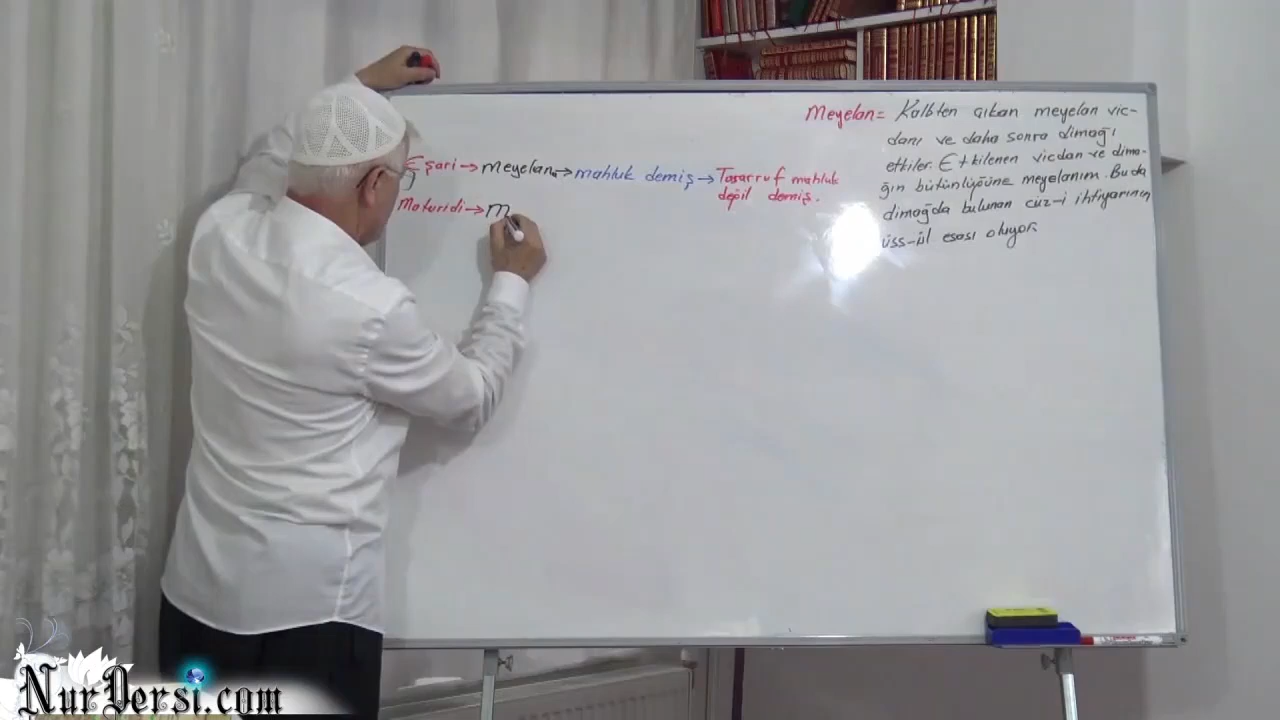 Eşari → meyelan → mahluk demiş → Tasarruf mahluk
değil demiş.
Maturidi → m
Meyelan = Kalbten çıkan meyelan vic-
danı ve daha sonra dimağı
etkiler. Etkilenen vicdan ve dima-
ğın bütünlüğüne meyelanım. Bu da
dimağda bulunan cüz-i ihtiyarının
üss-ül esası oluyor.
NurDersi.com